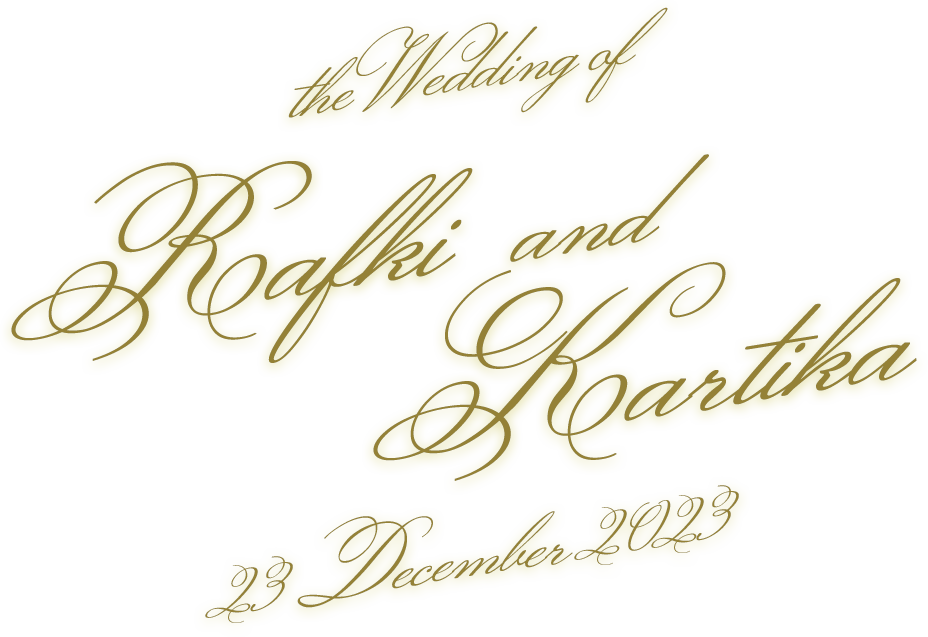 the Wedding of
Rafki and
Kartika
23 December 2023